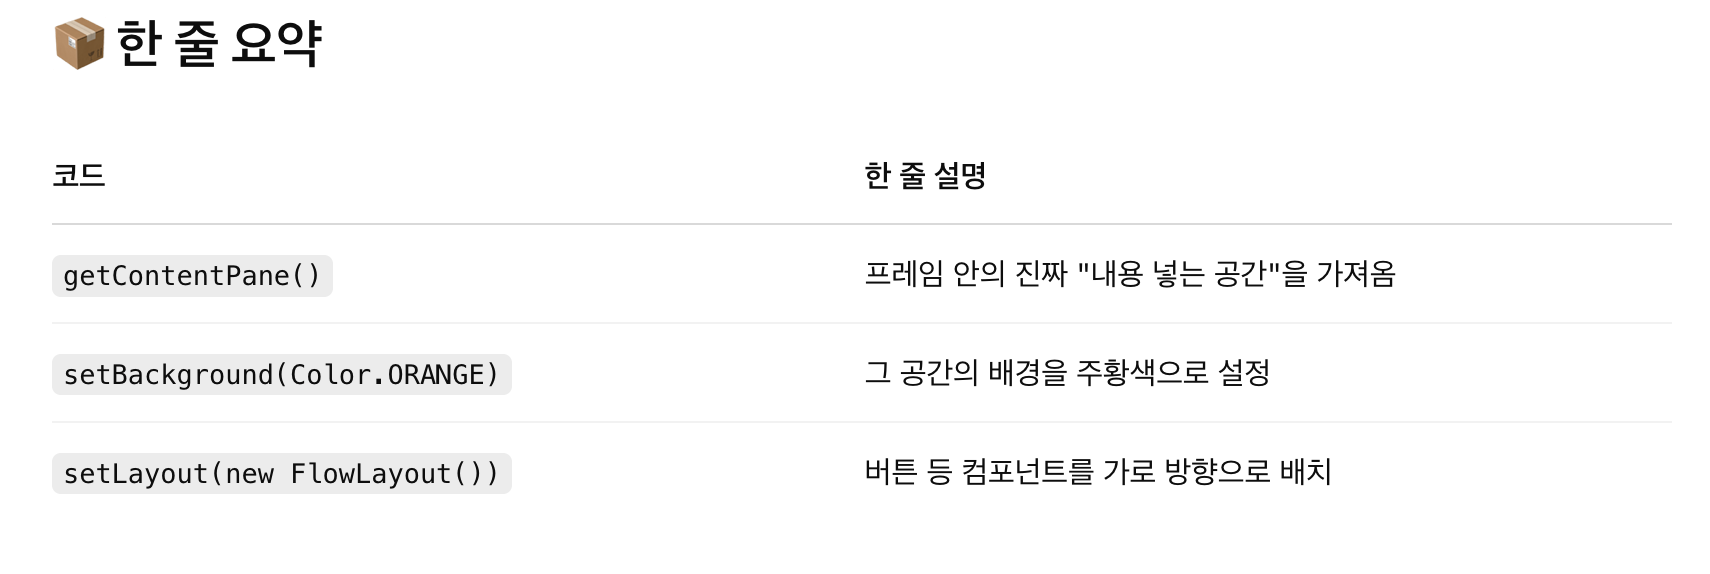 📦 한 줄 요약
코드 한 줄 설명
getContentPane() 프레임 안의 진짜 "내용 넣는 공간"을 가져옴
setBackground(Color.ORANGE) 그 공간의 배경을 주황색으로 설정
setLayout(new FlowLayout()) 버튼 등 컴포넌트를 가로 방향으로 배치